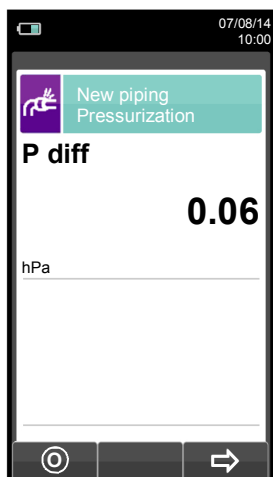 07/08/14
10:00
New piping
Pressurization
P diff
0.06
hPa